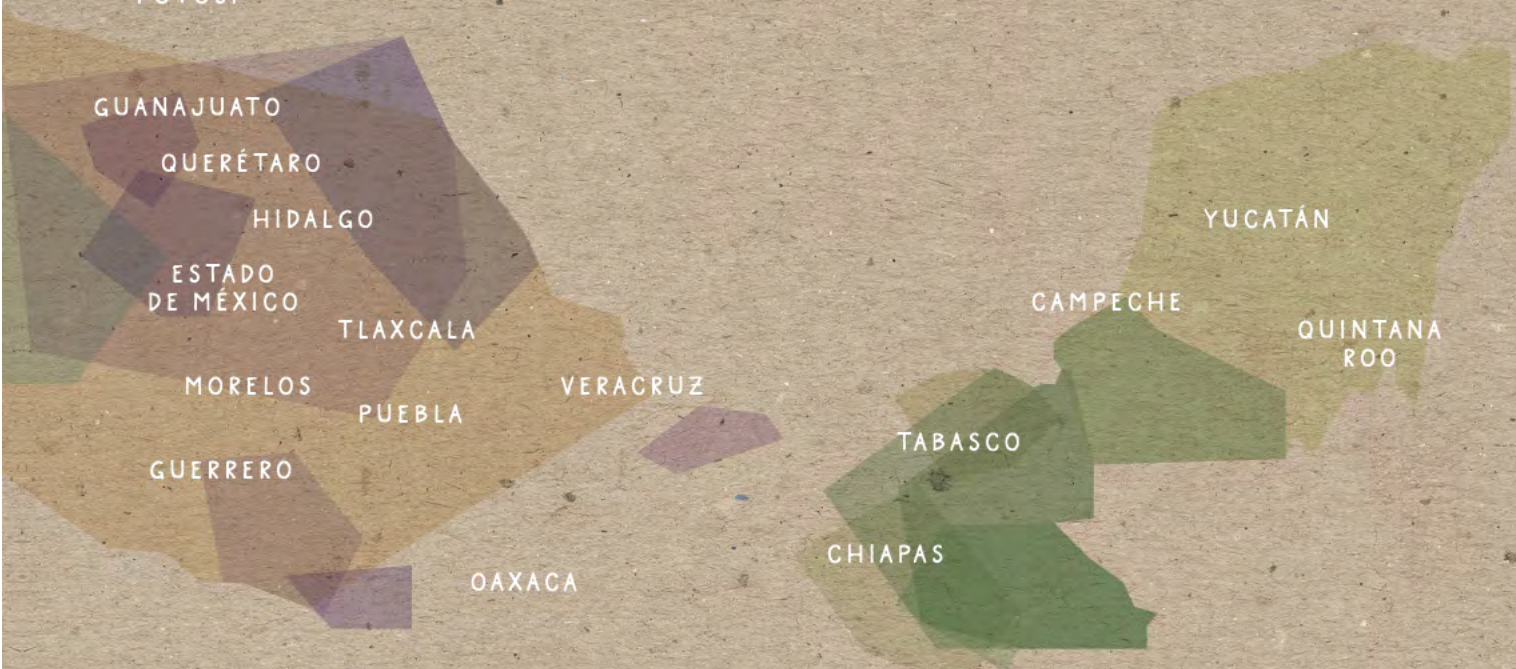 GUANAJUATO
QUERÉTARO
HIDALGO
ESTADO
DE MÉXICO
TLAXCALA
MORELOS
PUEBLA
VERACRUZ
GUERRERO
OAXACA
YUCATÁN
CAMPECHE
QUINTANA
ROO
TABASCO
CHIAPAS